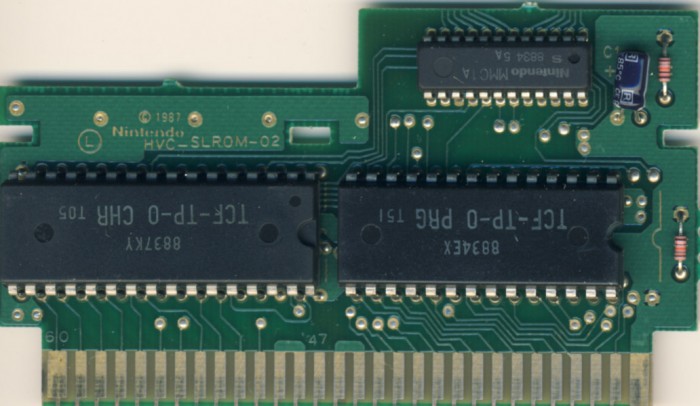 Nintendo MMC1A
S 8834 5A
C1
+
© 1987
Nintendo
L
HVC-SLROM-02
TCF-TP-0 CHR T05
8837KY
TCF-TP-0 PRG T51
8834EX
60
47